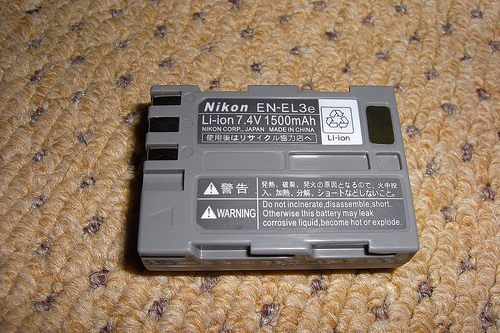 Nikon EN-EL3e
Li-ion 7.4V 1500mAh
NIKON CORP., JAPAN MADE IN CHINA
使用後はリサイクル協力店へ
Li-ion
警告
発熱、破裂、発火の原因となるので、火中投
入、加熱、分解、ショートなどしないこと。
WARNING
Do not incinerate,disassemble,short.
Otherwise this battery may leak
corrosive liquid,become hot or explode.